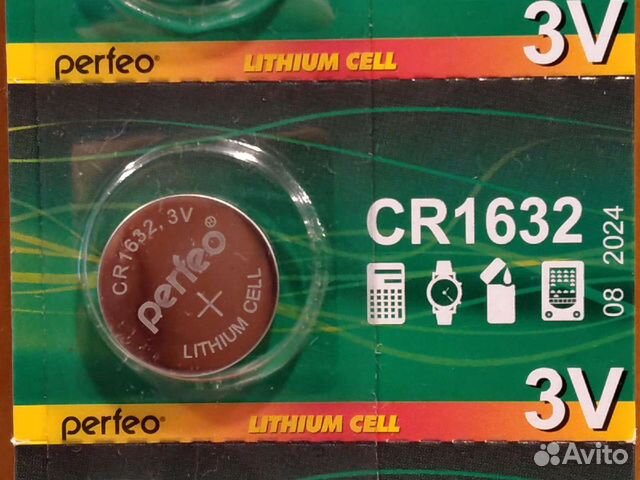 3V
perfeo®
LITHIUM CELL
CR1632, 3V
perfeo®
+
LITHIUM CELL
CR1632
08 2024
3V
perfeo®
LITHIUM CELL
Avito